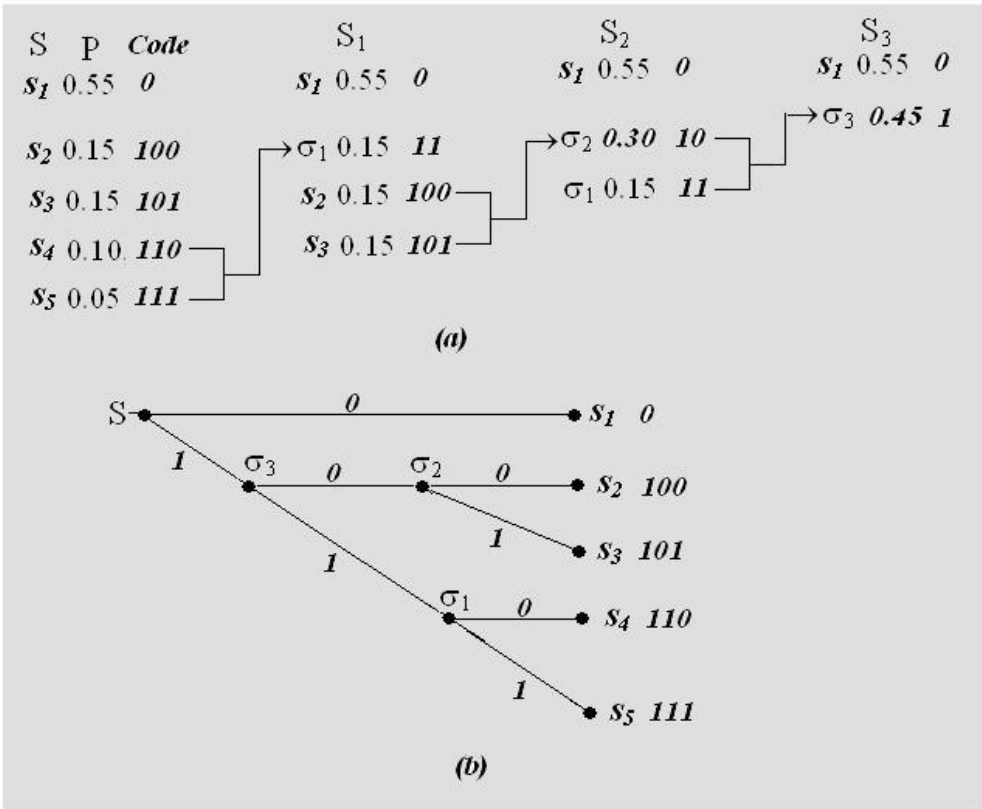 S P Code S₁ S₂ S₃
s₁ 0.55 0 s₁ 0.55 0 s₁ 0.55 0 s₁ 0.55 0
σ₃ 0.45 1
s₂ 0.15 100 σ₁ 0.15 11 σ₂ 0.30 10
s₃ 0.15 101 s₂ 0.15 100 σ₁ 0.15 11
s₄ 0.10. 110 s₃ 0.15 101
s₅ 0.05 111
(a)
S 0 s₁ 0
1 σ₃ 0 σ₂ 0 s₂ 100
1 s₃ 101
1
σ₁ 0 s₄ 110
1 s₅ 111
(b)